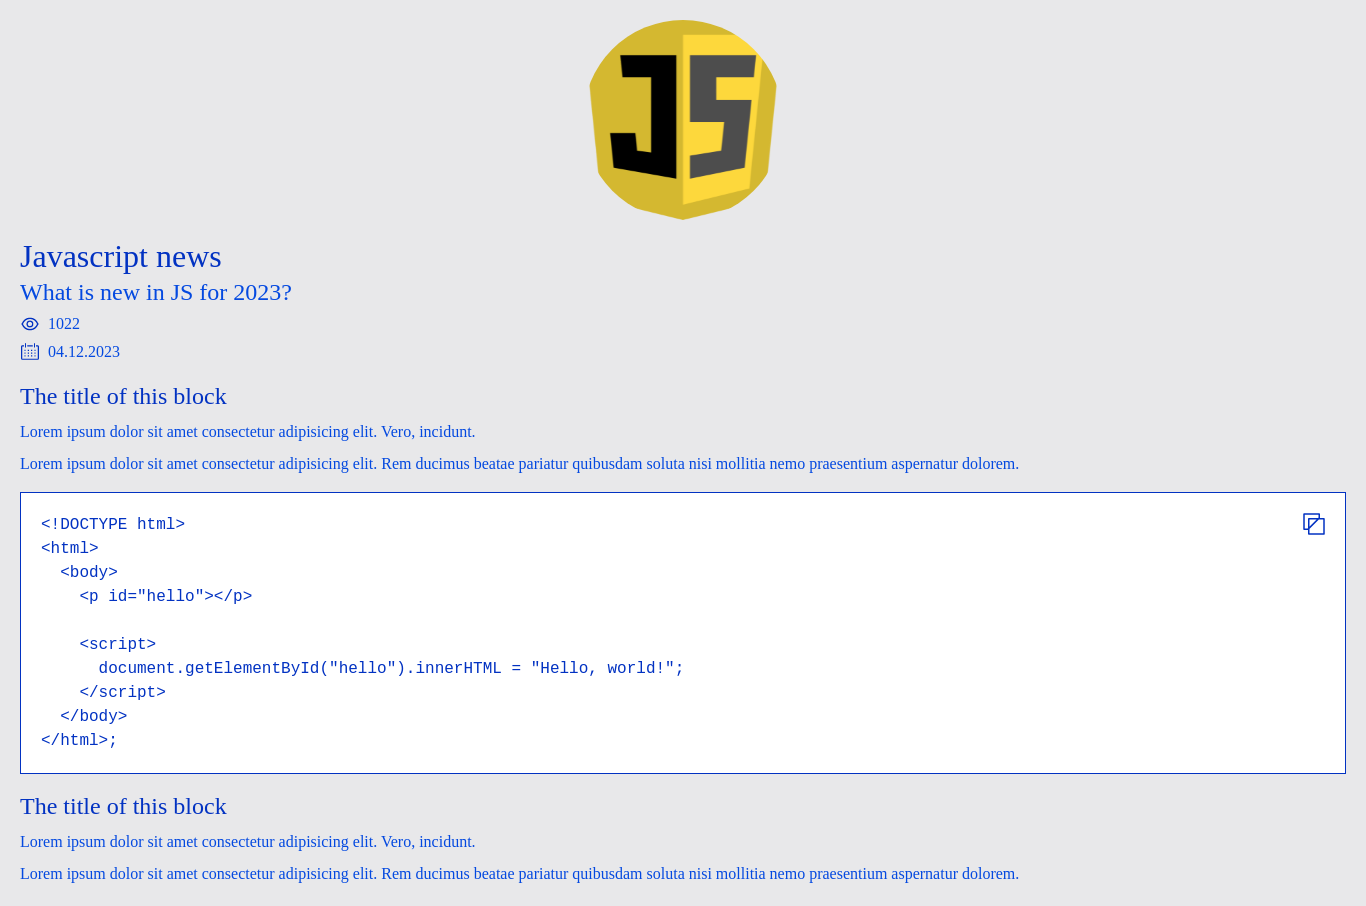 JS
Javascript news
What is new in JS for 2023?
1022
04.12.2023
The title of this block
Lorem ipsum dolor sit amet consectetur adipisicing elit. Vero, incidunt.
Lorem ipsum dolor sit amet consectetur adipisicing elit. Rem ducimus beatae pariatur quibusdam soluta nisi mollitia nemo praesentium aspernatur dolorem.
<!DOCTYPE html>
<html>
  <body>
    <p id="hello"></p>

    <script>
      document.getElementById("hello").innerHTML = "Hello, world!";
    </script>
  </body>
</html>;
The title of this block
Lorem ipsum dolor sit amet consectetur adipisicing elit. Vero, incidunt.
Lorem ipsum dolor sit amet consectetur adipisicing elit. Rem ducimus beatae pariatur quibusdam soluta nisi mollitia nemo praesentium aspernatur dolorem.